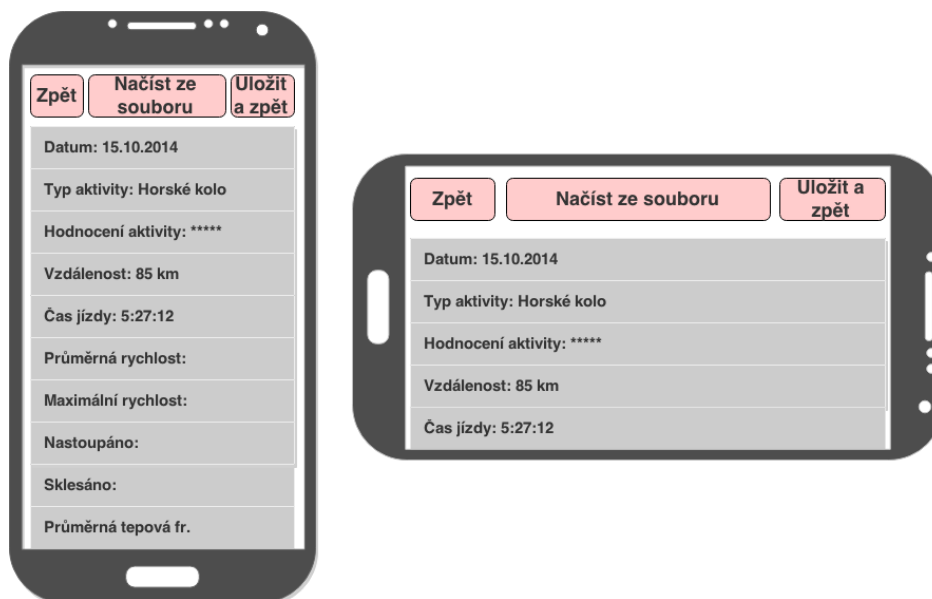 Zpět
Načíst ze
souboru
Uložit
a zpět
Datum: 15.10.2014
Typ aktivity: Horské kolo
Hodnocení aktivity: *****
Vzdálenost: 85 km
Čas jízdy: 5:27:12
Průměrná rychlost:
Maximální rychlost:
Nastoupáno:
Sklesáno:
Průměrná tepová fr.
Zpět
Načíst ze souboru
Uložit a
zpět
Datum: 15.10.2014
Typ aktivity: Horské kolo
Hodnocení aktivity: *****
Vzdálenost: 85 km
Čas jízdy: 5:27:12